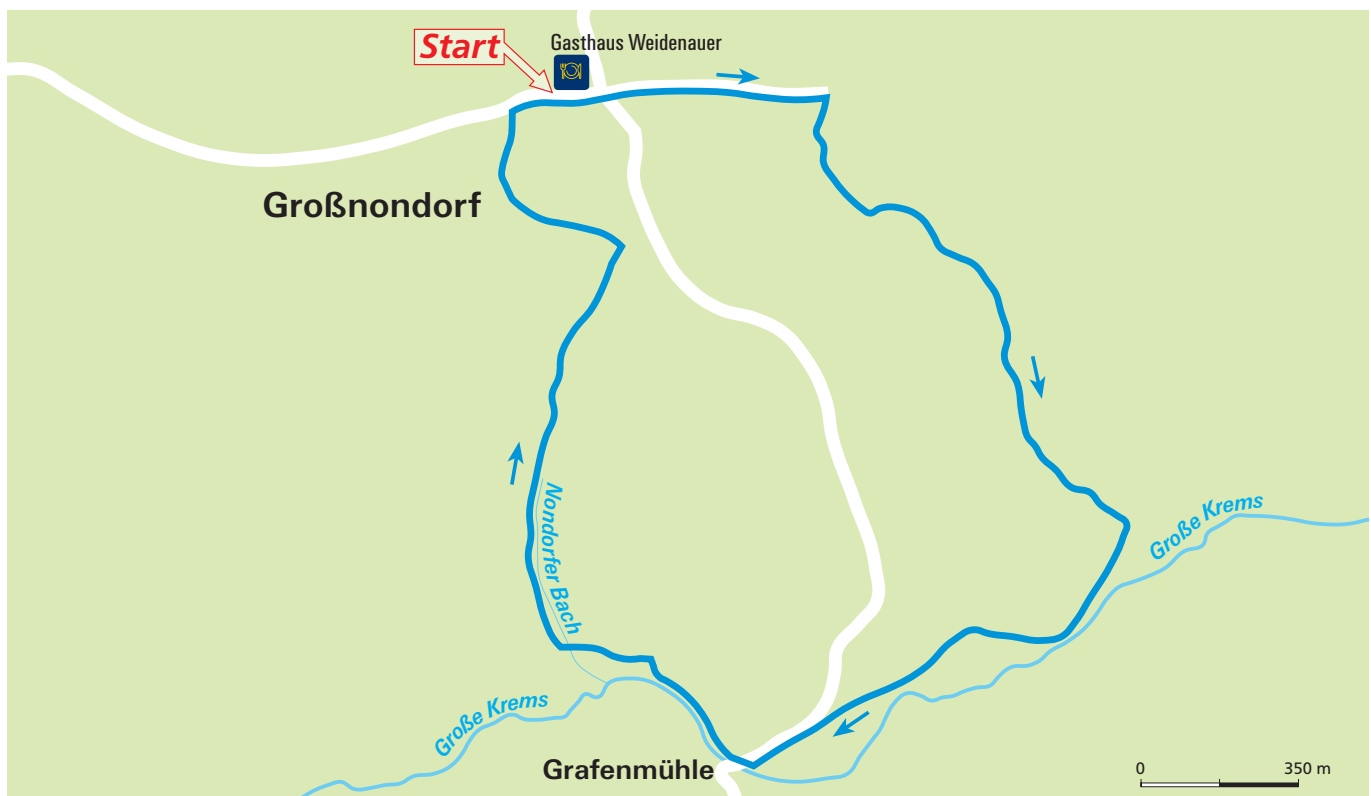 Gasthaus Weidenauer
Start
Großnondorf
Nondorfer Bach
Große Krems
Große Krems
Grafenmühle
0 350 m